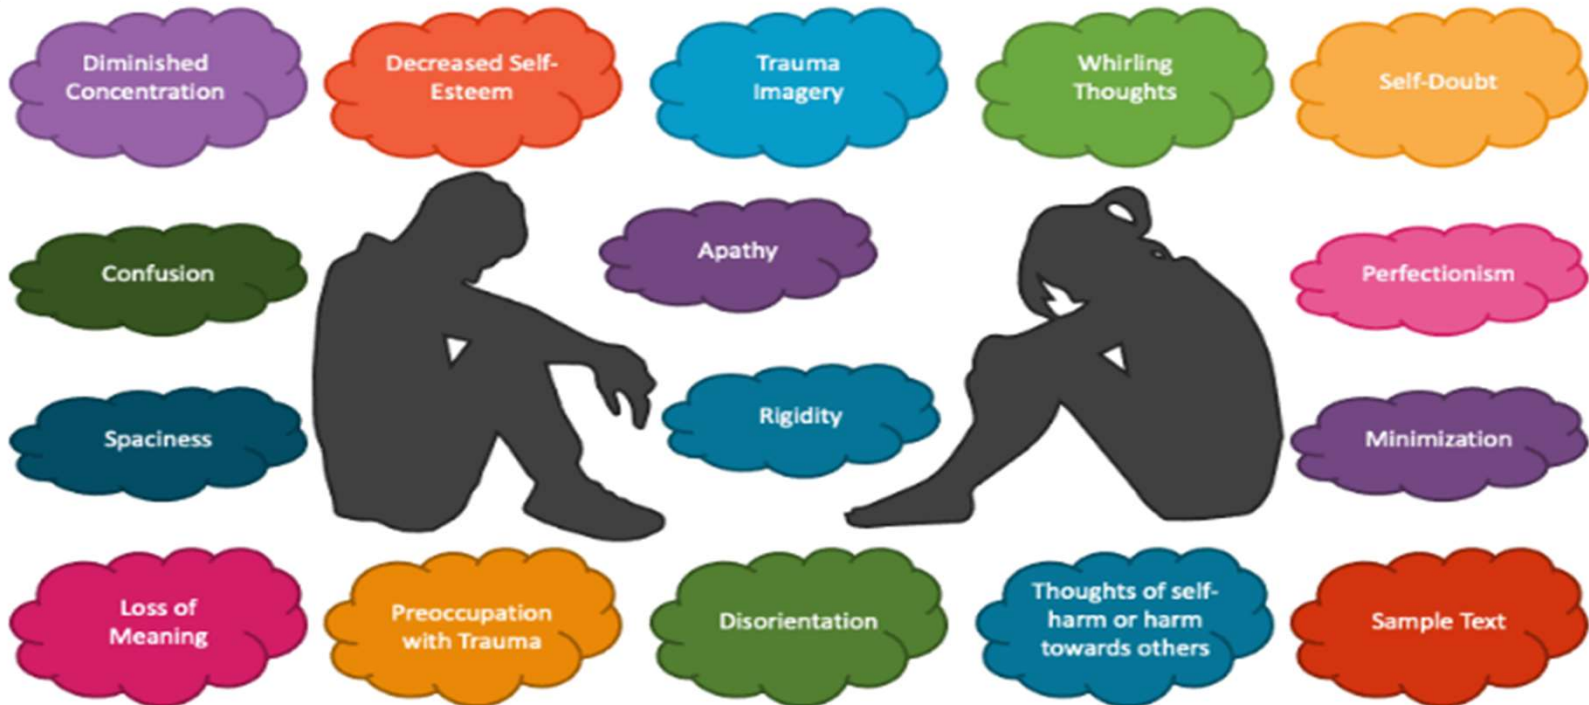 Diminished
Concentration
Decreased Self-
Esteem
Trauma
Imagery
Whirling
Thoughts
Self-Doubt
Confusion
Apathy
Perfectionism
Spaciness
Rigidity
Minimization
Loss of
Meaning
Preoccupation
with Trauma
Disorientation
Thoughts of self-
harm or harm
towards others
Sample Text